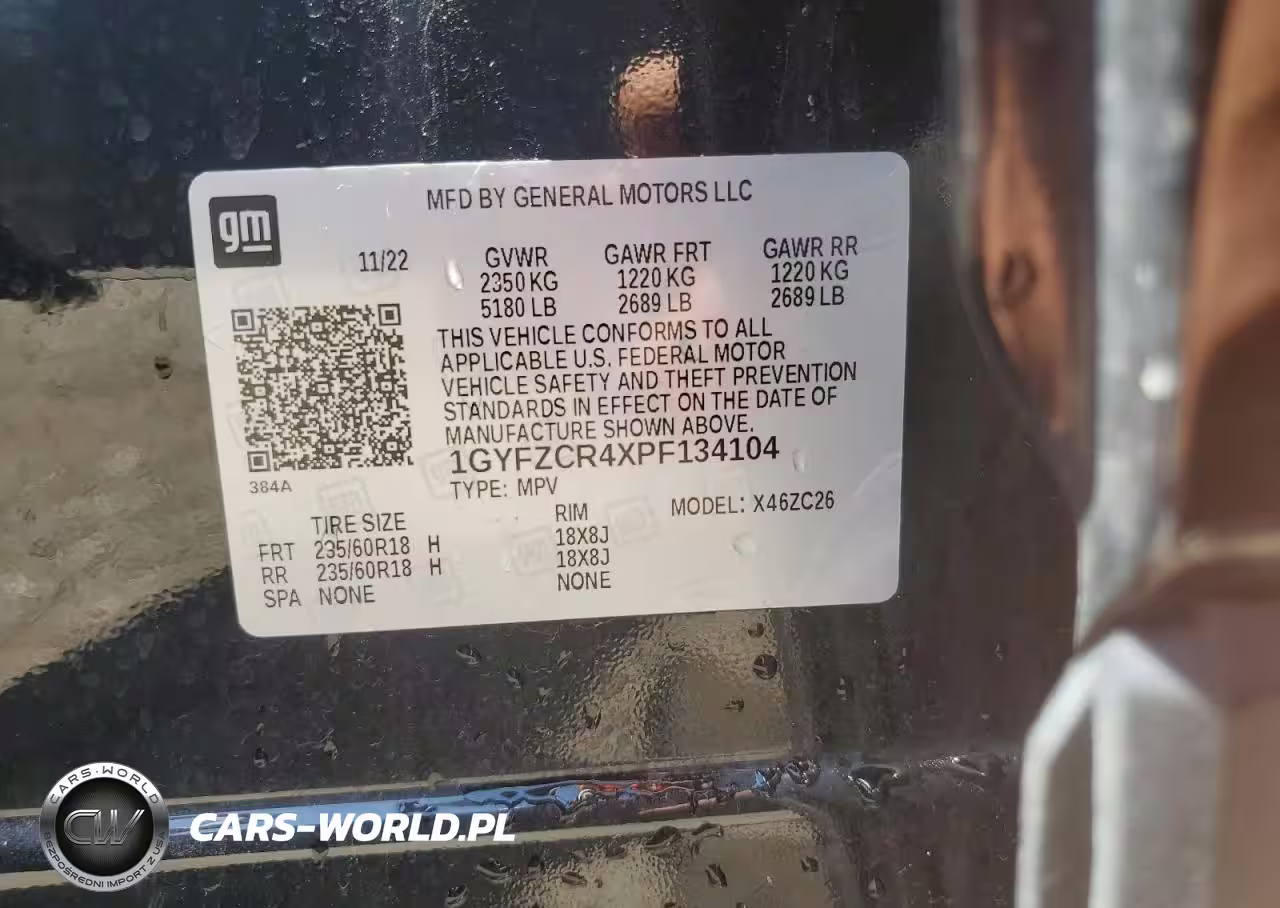 gm
MFD BY GENERAL MOTORS LLC
11/22 GVWR GAWR FRT GAWR RR
2350 KG 1220 KG 1220 KG
5180 LB 2689 LB 2689 LB
THIS VEHICLE CONFORMS TO ALL
APPLICABLE U.S. FEDERAL MOTOR
VEHICLE SAFETY AND THEFT PREVENTION
STANDARDS IN EFFECT ON THE DATE OF
MANUFACTURE SHOWN ABOVE.
1GYFZCR4XPF134104
384A
TYPE: MPV MODEL: X46ZC26
TIRE SIZE RIM
FRT 235/60R18 H 18X8J
RR 235/60R18 H 18X8J
SPA NONE NONE
CARS-WORLD
CW
BEZPOŚREDNI IMPORT Z USA
CARS-WORLD.PL